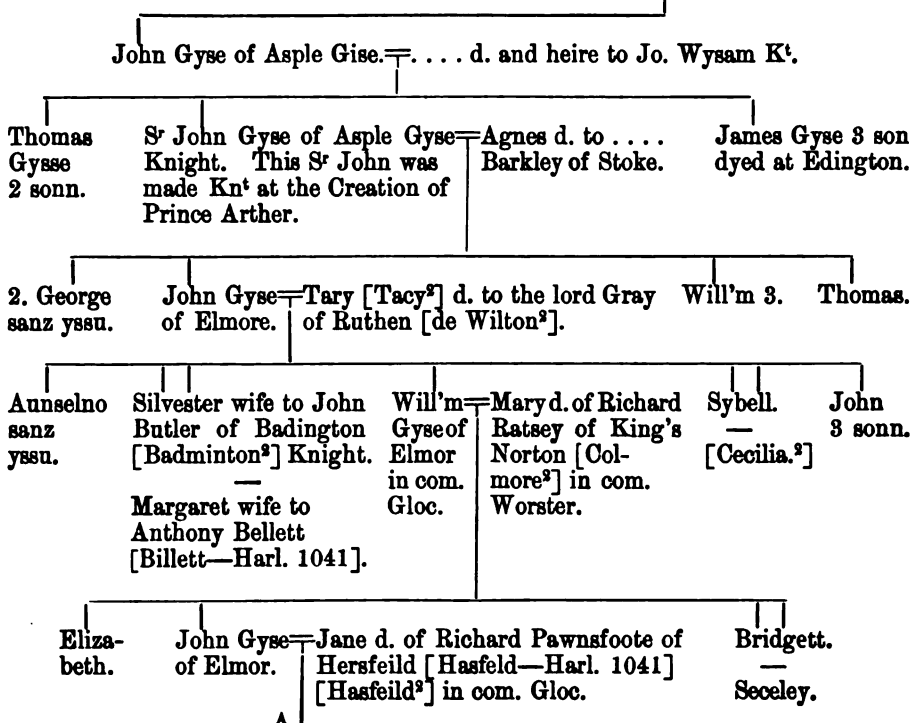 John Gyse of Asple Gise.╤. . . . d. and heire to Jo. Wysam Kᵗ.
Thomas
Gysse
2 sonn.
Sʳ John Gyse of Asple Gyse
Knight. This Sʳ John was
made Knᵗ at the Creation of
Prince Arther.
Agnes d. to . . . .
Barkley of Stoke.
James Gyse 3 son
dyed at Edington.
2. George
sanz yssu.
John Gyse
of Elmore.
Tary [Tacy²] d. to the lord Gray
of Ruthen [de Wilton²].
Will'm 3.
Thomas.
Aunselno
sanz
yssu.
Silvester wife to John
Butler of Badington
[Badminton²] Knight.
—
Margaret wife to
Anthony Bellett
[Billett—Harl. 1041].
Will'm
Gyse of
Elmor
in com.
Gloc.
Mary d. of Richard
Ratsey of King's
Norton [Col-
more²] in com.
Worster.
Sybell.
—
[Cecilia.²]
John
3 sonn.
Eliza-
beth.
John Gyse
of Elmor.
Jane d. of Richard Pawnsfoote of
Hersfeild [Hasfeld—Harl. 1041]
[Hasfeild²] in com. Gloc.
Bridgett.
—
Seceley.
A